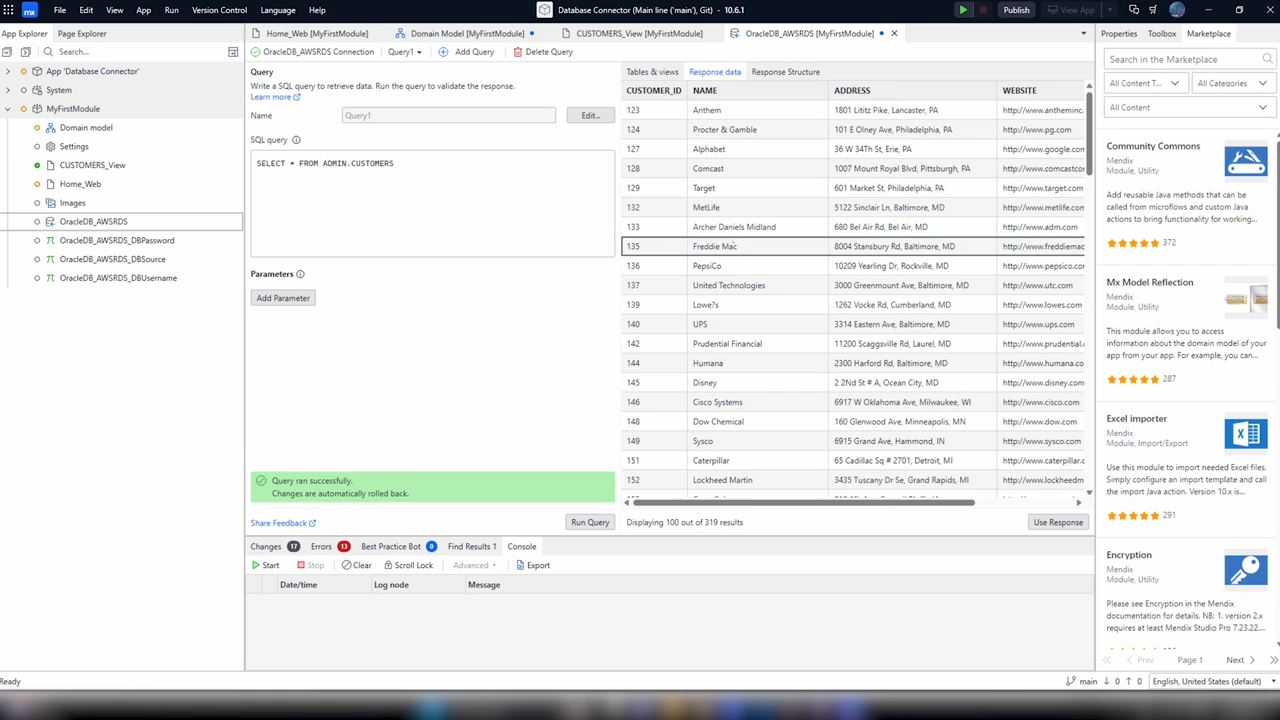 mx
File
Edit
View
App
Run
Version Control
Language
Help
Database Connector (Main line ('main'), Git) - 10.6.1
Publish
View App
App Explorer
Page Explorer
Search...
App 'Database Connector'
System
MyFirstModule
Domain model
Settings
CUSTOMERS_View
Home_Web
Images
OracleDB_AWSRDS
OracleDB_AWSRDS_DBPassword
OracleDB_AWSRDS_DBSource
OracleDB_AWSRDS_DBUsername
Home_Web [MyFirstModule]
Domain Model [MyFirstModule]
CUSTOMERS_View [MyFirstModule]
OracleDB_AWSRDS [MyFirstModule]
OracleDB_AWSRDS Connection
Query1
Add Query
Delete Query
Query
Write a SQL query to retrieve data. Run the query to validate the response.
Learn more
Name
Query1
Edit...
SQL query
SELECT * FROM ADMIN.CUSTOMERS
Parameters
Add Parameter
Query ran successfully.
Changes are automatically rolled back.
Share Feedback
Run Query
Tables & views
Response data
Response Structure
CUSTOMER_ID NAME ADDRESS WEBSITE
123 Anthem 1801 Lititz Pike, Lancaster, PA http://www.antheminc.
124 Procter & Gamble 101 E Olney Ave, Philadelphia, PA http://www.pg.com
127 Alphabet 36 W 34Th St, Erie, PA http://www.google.com
128 Comcast 1007 Mount Royal Blvd, Pittsburgh, PA http://www.comcastco
129 Target 601 Market St, Philadelphia, PA http://www.target.com
132 MetLife 5122 Sinclair Ln, Baltimore, MD http://www.metlife.com
133 Archer Daniels Midland 680 Bel Air Rd, Bel Air, MD http://www.adm.com
135 Freddie Mac 8004 Stansbury Rd, Baltimore, MD http://www.freddiemac
136 PepsiCo 10209 Yearling Dr, Rockville, MD http://www.pepsico.co
137 United Technologies 3000 Greenmount Ave, Baltimore, MD http://www.utc.com
139 Lowe?s 1262 Vocke Rd, Cumberland, MD http://www.lowes.com
140 UPS 3314 Eastern Ave, Baltimore, MD http://www.ups.com
142 Prudential Financial 11200 Scaggsville Rd, Laurel, MD http://www.prudential.
144 Humana 2300 Harford Rd, Baltimore, MD http://www.humana.co
145 Disney 2 2Nd St # A, Ocean City, MD http://www.disney.com
146 Cisco Systems 6917 W Oklahoma Ave, Milwaukee, WI http://www.cisco.com
148 Dow Chemical 160 Glenwood Ave, Minneapolis, MN http://www.dow.com
149 Sysco 6915 Grand Ave, Hammond, IN http://www.sysco.com
151 Caterpillar 65 Cadillac Sq # 2701, Detroit, MI http://www.caterpillar.
152 Lockheed Martin 3435 Tuscany Dr Se, Grand Rapids, MI http://www.lockheedm
Displaying 100 out of 319 results
Use Response
Changes 17
Errors 13
Best Practice Bot 0
Find Results 1
Console
Start
Stop
Clear
Scroll Lock
Advanced
Export
Date/time
Log node
Message
Properties
Toolbox
Marketplace
Search in the Marketplace
All Content T...
All Categories
All Content
Community Commons
Mendix
Module, Utility
Add reusable Java methods that can be
called from microflows and custom Java
actions to bring functionality for working...
372
Mx Model Reflection
Mendix
Module, Utility
This module allows you to access
information about the domain model of your
app from your app. For example, you can...
287
Excel importer
Mendix
Module, Import/Export
Use this module to import needed Excel files.
Simply configure an import template and call
the import Java action. Version 10.x is...
291
Encryption
Mendix
Module, Utility
Please see Encryption in the Mendix
documentation for details. NB: 1. version 2.x
requires at least Mendix Studio Pro 7.23.22...
Prev
Page 1
Next
Ready
main
0
0
English, United States (default)